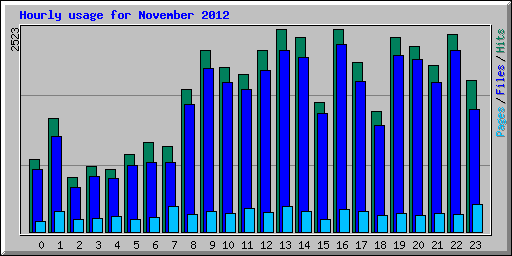 Hourly usage for November 2012
2523
Pages/Files/Hits
0 1 2 3 4 5 6 7 8 9 10 11 12 13 14 15 16 17 18 19 20 21 22 23